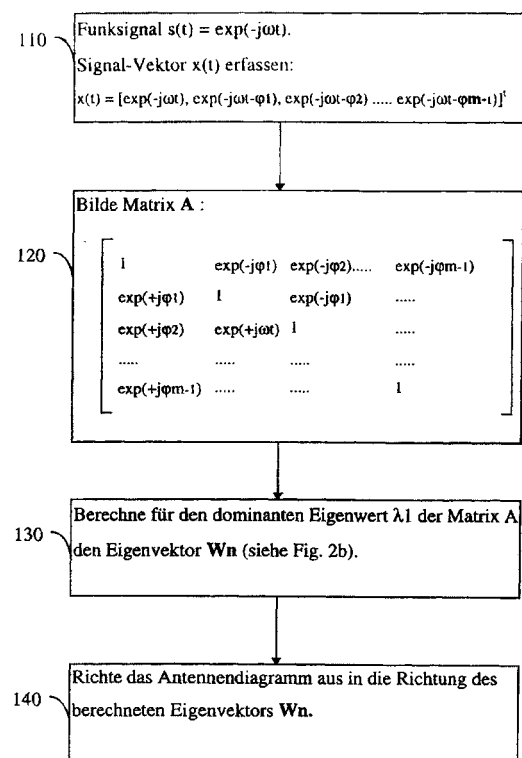 110
Funksignal s(t) = exp(-jωt).
Signal-Vektor x(t) erfassen:
x(t) = [exp(-jωt), exp(-jωt-φ1), exp(-jωt-φ2) ..... exp(-jωt-φm-1)]^t
120
Bilde Matrix A :
1 exp(-jφ1) exp(-jφ2)..... exp(-jφm-1)
exp(+jφ1) 1 exp(-jφ1) .....
exp(+jφ2) exp(+jωt) 1 .....
..... ..... ..... .....
exp(+jφm-1) ..... ..... 1
130
Berechne für den dominanten Eigenwert λ1 der Matrix A
den Eigenvektor Wn (siehe Fig. 2b).
140
Richte das Antennendiagramm aus in die Richtung des
berechneten Eigenvektors Wn.